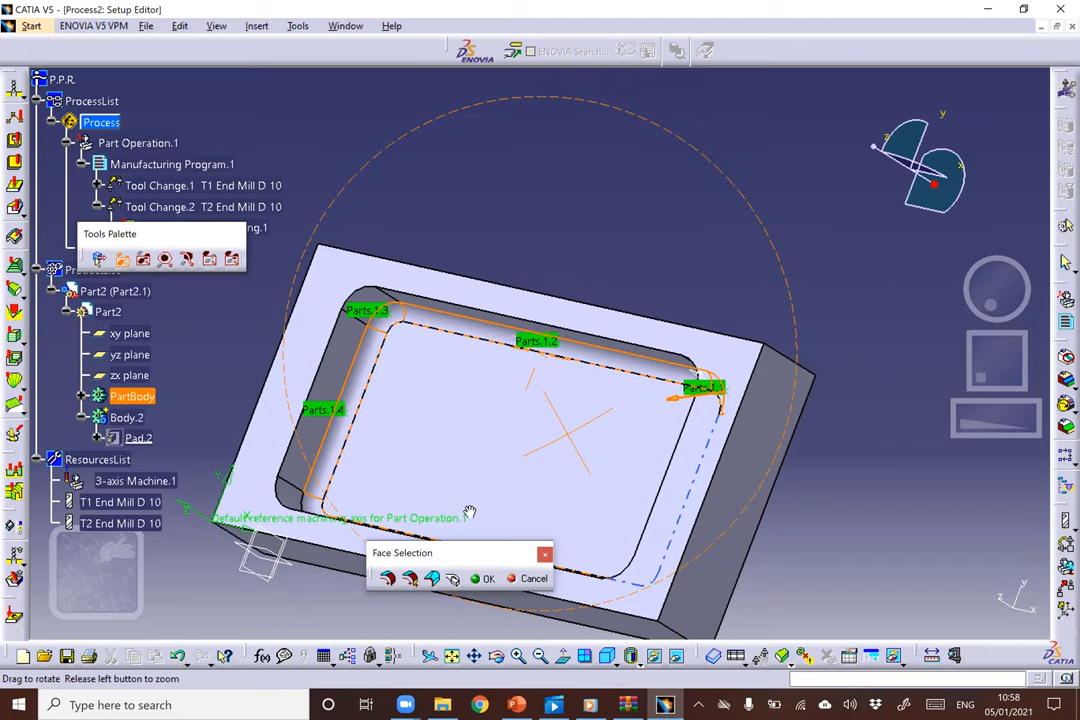 CATIA V5 - [Process2: Setup Editor]
Start ENOVIA V5 VPM File Edit View Insert Tools Window Help
ENOVIA Search...
P.P.R.
ProcessList
Process
Part Operation.1
Manufacturing Program.1
Tool Change.1 T1 End Mill D 10
Tool Change.2 T2 End Mill D 10
ng.1
Tools Palette
Part2 (Part2.1)
Part2
xy plane
yz plane
zx plane
PartBody
Body.2
Pad.2
ResourcesList
3-axis Machine.1
T1 End Mill D 10
T2 End Mill D 10
Parts.1.3
Parts.1.2
Parts.1.4
Default reference machining axis for Part Operation.1
Face Selection
OK Cancel
y
z
x
z y x
DS CATIA
Drag to rotate Release left button to zoom
Type here to search
ENG
10:58
05/01/2021